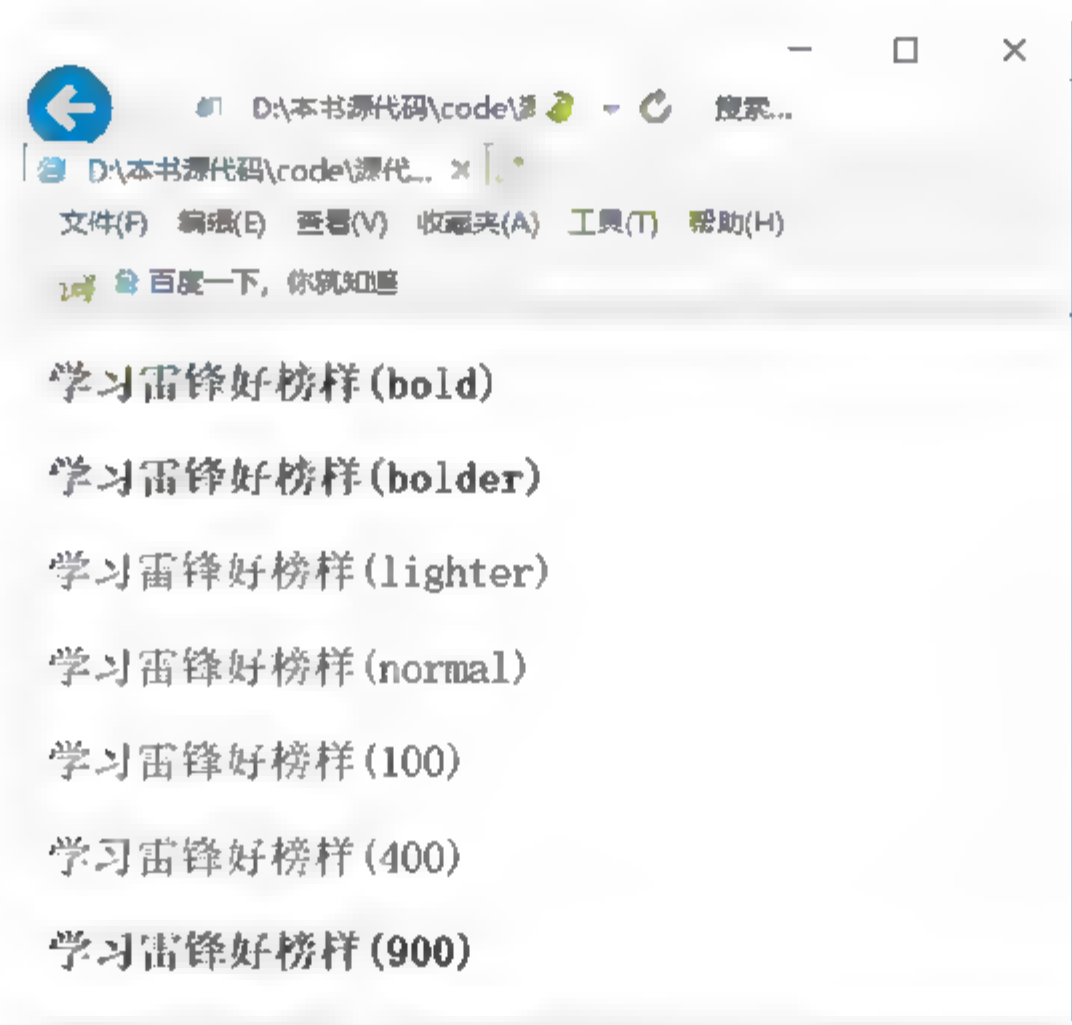 D:\本书源代码\code\源 搜索...
D:\本书源代码\code\源代...
文件(F) 编辑(E) 查看(V) 收藏夹(A) 工具(T) 帮助(H)
百度一下，你就知道
学习雷锋好榜样(bold)
学习雷锋好榜样(bolder)
学习雷锋好榜样(lighter)
学习雷锋好榜样(normal)
学习雷锋好榜样(100)
学习雷锋好榜样(400)
学习雷锋好榜样(900)